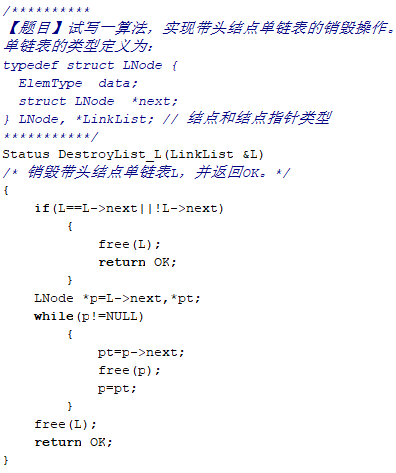 /**********
【题目】试写一算法，实现带头结点单链表的销毁操作。
单链表的类型定义为：
typedef struct LNode {
  ElemType  data;
  struct LNode  *next;
} LNode, *LinkList; // 结点和结点指针类型
***********/
Status DestroyList_L(LinkList &L)
/* 销毁带头结点单链表L，并返回OK。*/
{
    if(L==L->next||!L->next)
        {
            free(L);
            return OK;
        }
    LNode *p=L->next,*pt;
    while(p!=NULL)
        {
            pt=p->next;
            free(p);
            p=pt;
        }
    free(L);
    return OK;
}